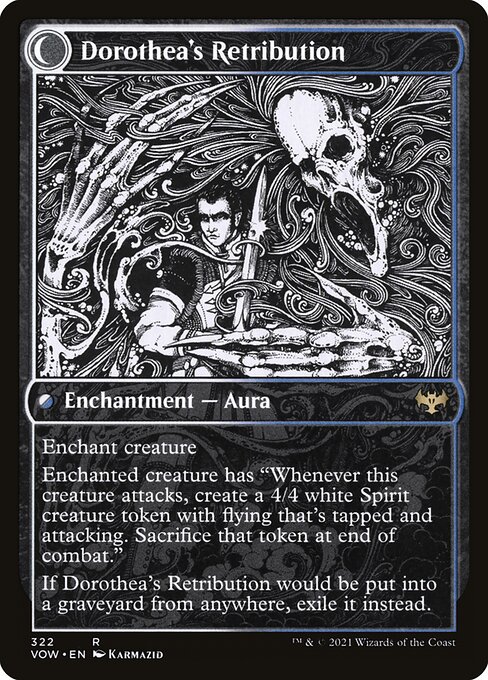 Dorothea's Retribution
Enchantment — Aura
Enchant creature
Enchanted creature has “Whenever this
creature attacks, create a 4/4 white Spirit
creature token with flying that's tapped and
attacking. Sacrifice that token at end of
combat.”
If Dorothea's Retribution would be put into
a graveyard from anywhere, exile it instead.
322 R
VOW • EN Karmazid
™ & © 2021 Wizards of the Coast